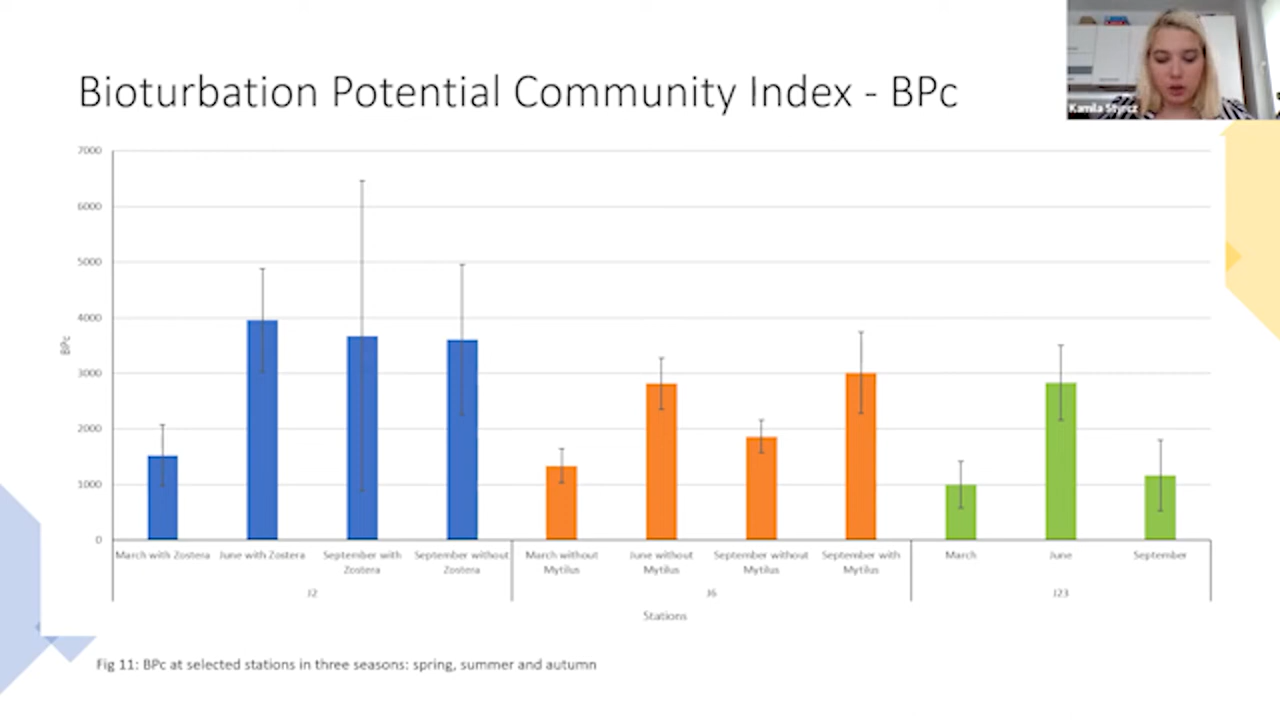 Bioturbation Potential Community Index - BPc
Kamila
7000
6000
5000
4000
3000
2000
1000
0
BPc
March with Zostera
June with Zostera
September with
Zostera
September without
Zostera
March without
Mytilus
June without
Mytilus
September without
Mytilus
September with
Mytilus
March
June
September
J2
J6
J23
Stations
Fig 11: BPc at selected stations in three seasons: spring, summer and autumn